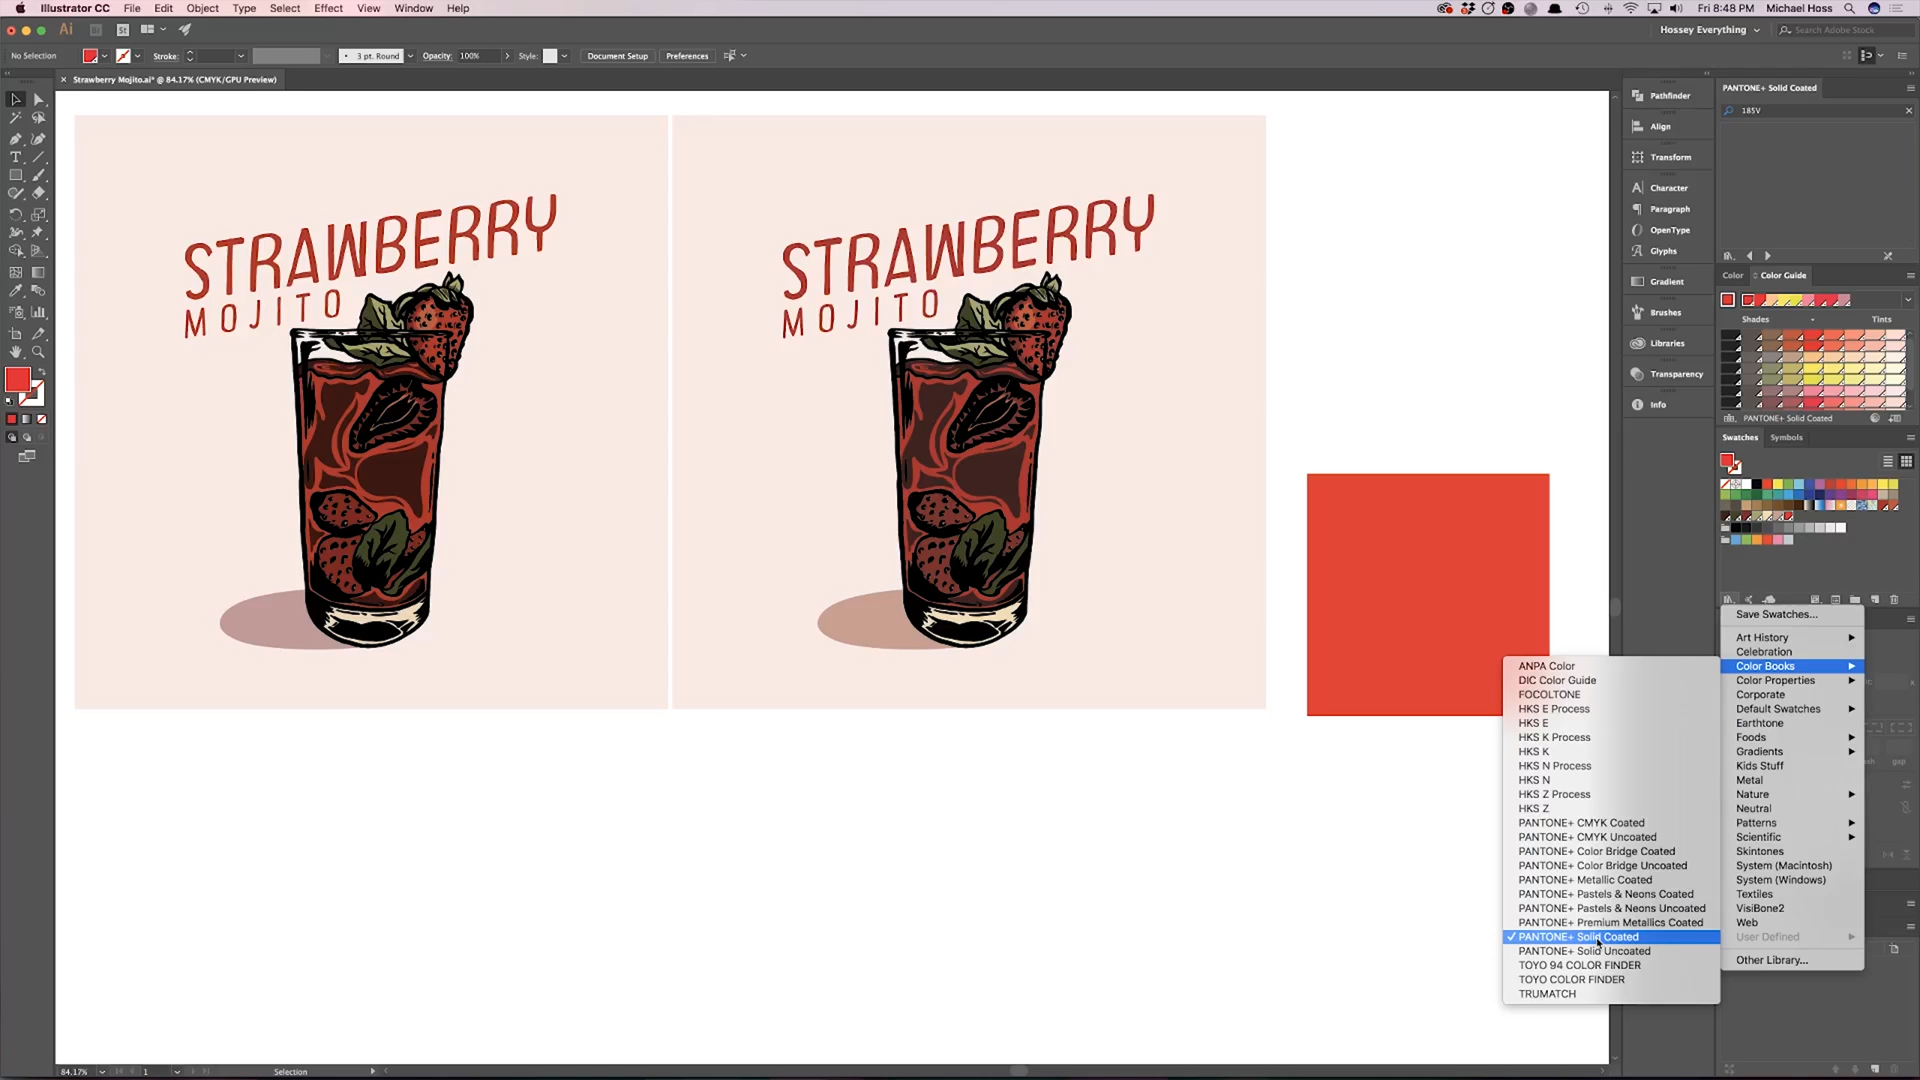 Illustrator CC File Edit Object Type Select Effect View Window Help
Fri 8:48 PM Michael Hoss
Ai St
Hossey Everything
Search Adobe Stock
No Selection
Stroke:
3 pt. Round
Opacity: 100%
Style:
Document Setup
Preferences
Strawberry Mojito.ai* @ 84.17% (CMYK/GPU Preview)
STRAWBERRY
MOJITO
STRAWBERRY
MOJITO
Pathfinder
Align
Transform
Character
Paragraph
OpenType
Glyphs
Gradient
Brushes
Libraries
Transparency
Info
PANTONE+ Solid Coated
185V
Color Color Guide
Shades Tints
PANTONE+ Solid Coated
Swatches Symbols
Save Swatches...
Art History
Celebration
Color Books
Color Properties
Corporate
Default Swatches
Earthtone
Foods
Gradients
Kids Stuff
Metal
Nature
Neutral
Patterns
Scientific
Skintones
System (Macintosh)
System (Windows)
Textiles
VisiBone2
Web
User Defined
Other Library...
ANPA Color
DIC Color Guide
FOCOLTONE
HKS E Process
HKS E
HKS K Process
HKS K
HKS N Process
HKS N
HKS Z Process
HKS Z
PANTONE+ CMYK Coated
PANTONE+ CMYK Uncoated
PANTONE+ Color Bridge Coated
PANTONE+ Color Bridge Uncoated
PANTONE+ Metallic Coated
PANTONE+ Pastels & Neons Coated
PANTONE+ Pastels & Neons Uncoated
PANTONE+ Premium Metallics Coated
✓ PANTONE+ Solid Coated
PANTONE+ Solid Uncoated
TOYO 94 COLOR FINDER
TOYO COLOR FINDER
TRUMATCH
gap
84.17% 1 Selection